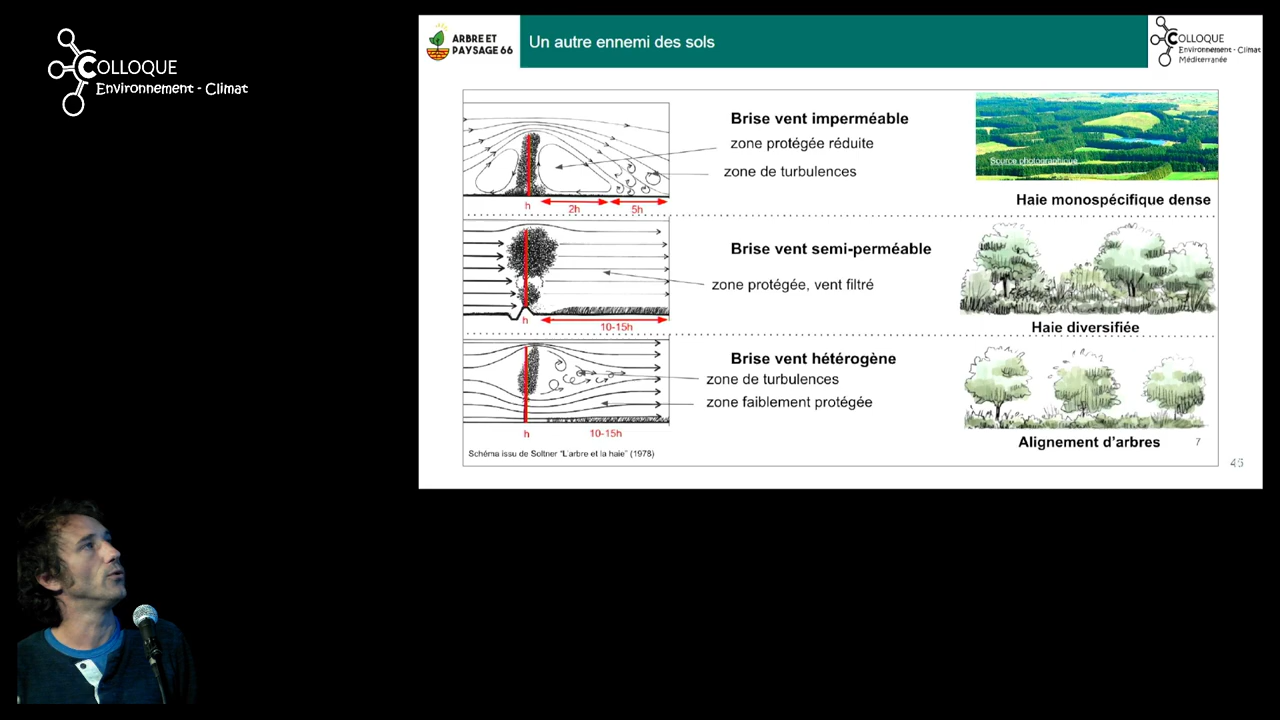 COLLOQUE
Environnement - Climat
ARBRE ET
PAYSAGE 66
Un autre ennemi des sols
COLLOQUE
Environnement - Climat
Méditerranée
Brise vent imperméable
zone protégée réduite
zone de turbulences
h
2h
5h
Source photographique
Haie monospécifique dense
Brise vent semi-perméable
zone protégée, vent filtré
h
10-15h
Haie diversifiée
Brise vent hétérogène
zone de turbulences
zone faiblement protégée
h
10-15h
Alignement d'arbres
7
Schéma issu de Soltner "L'arbre et la haie" (1978)
46